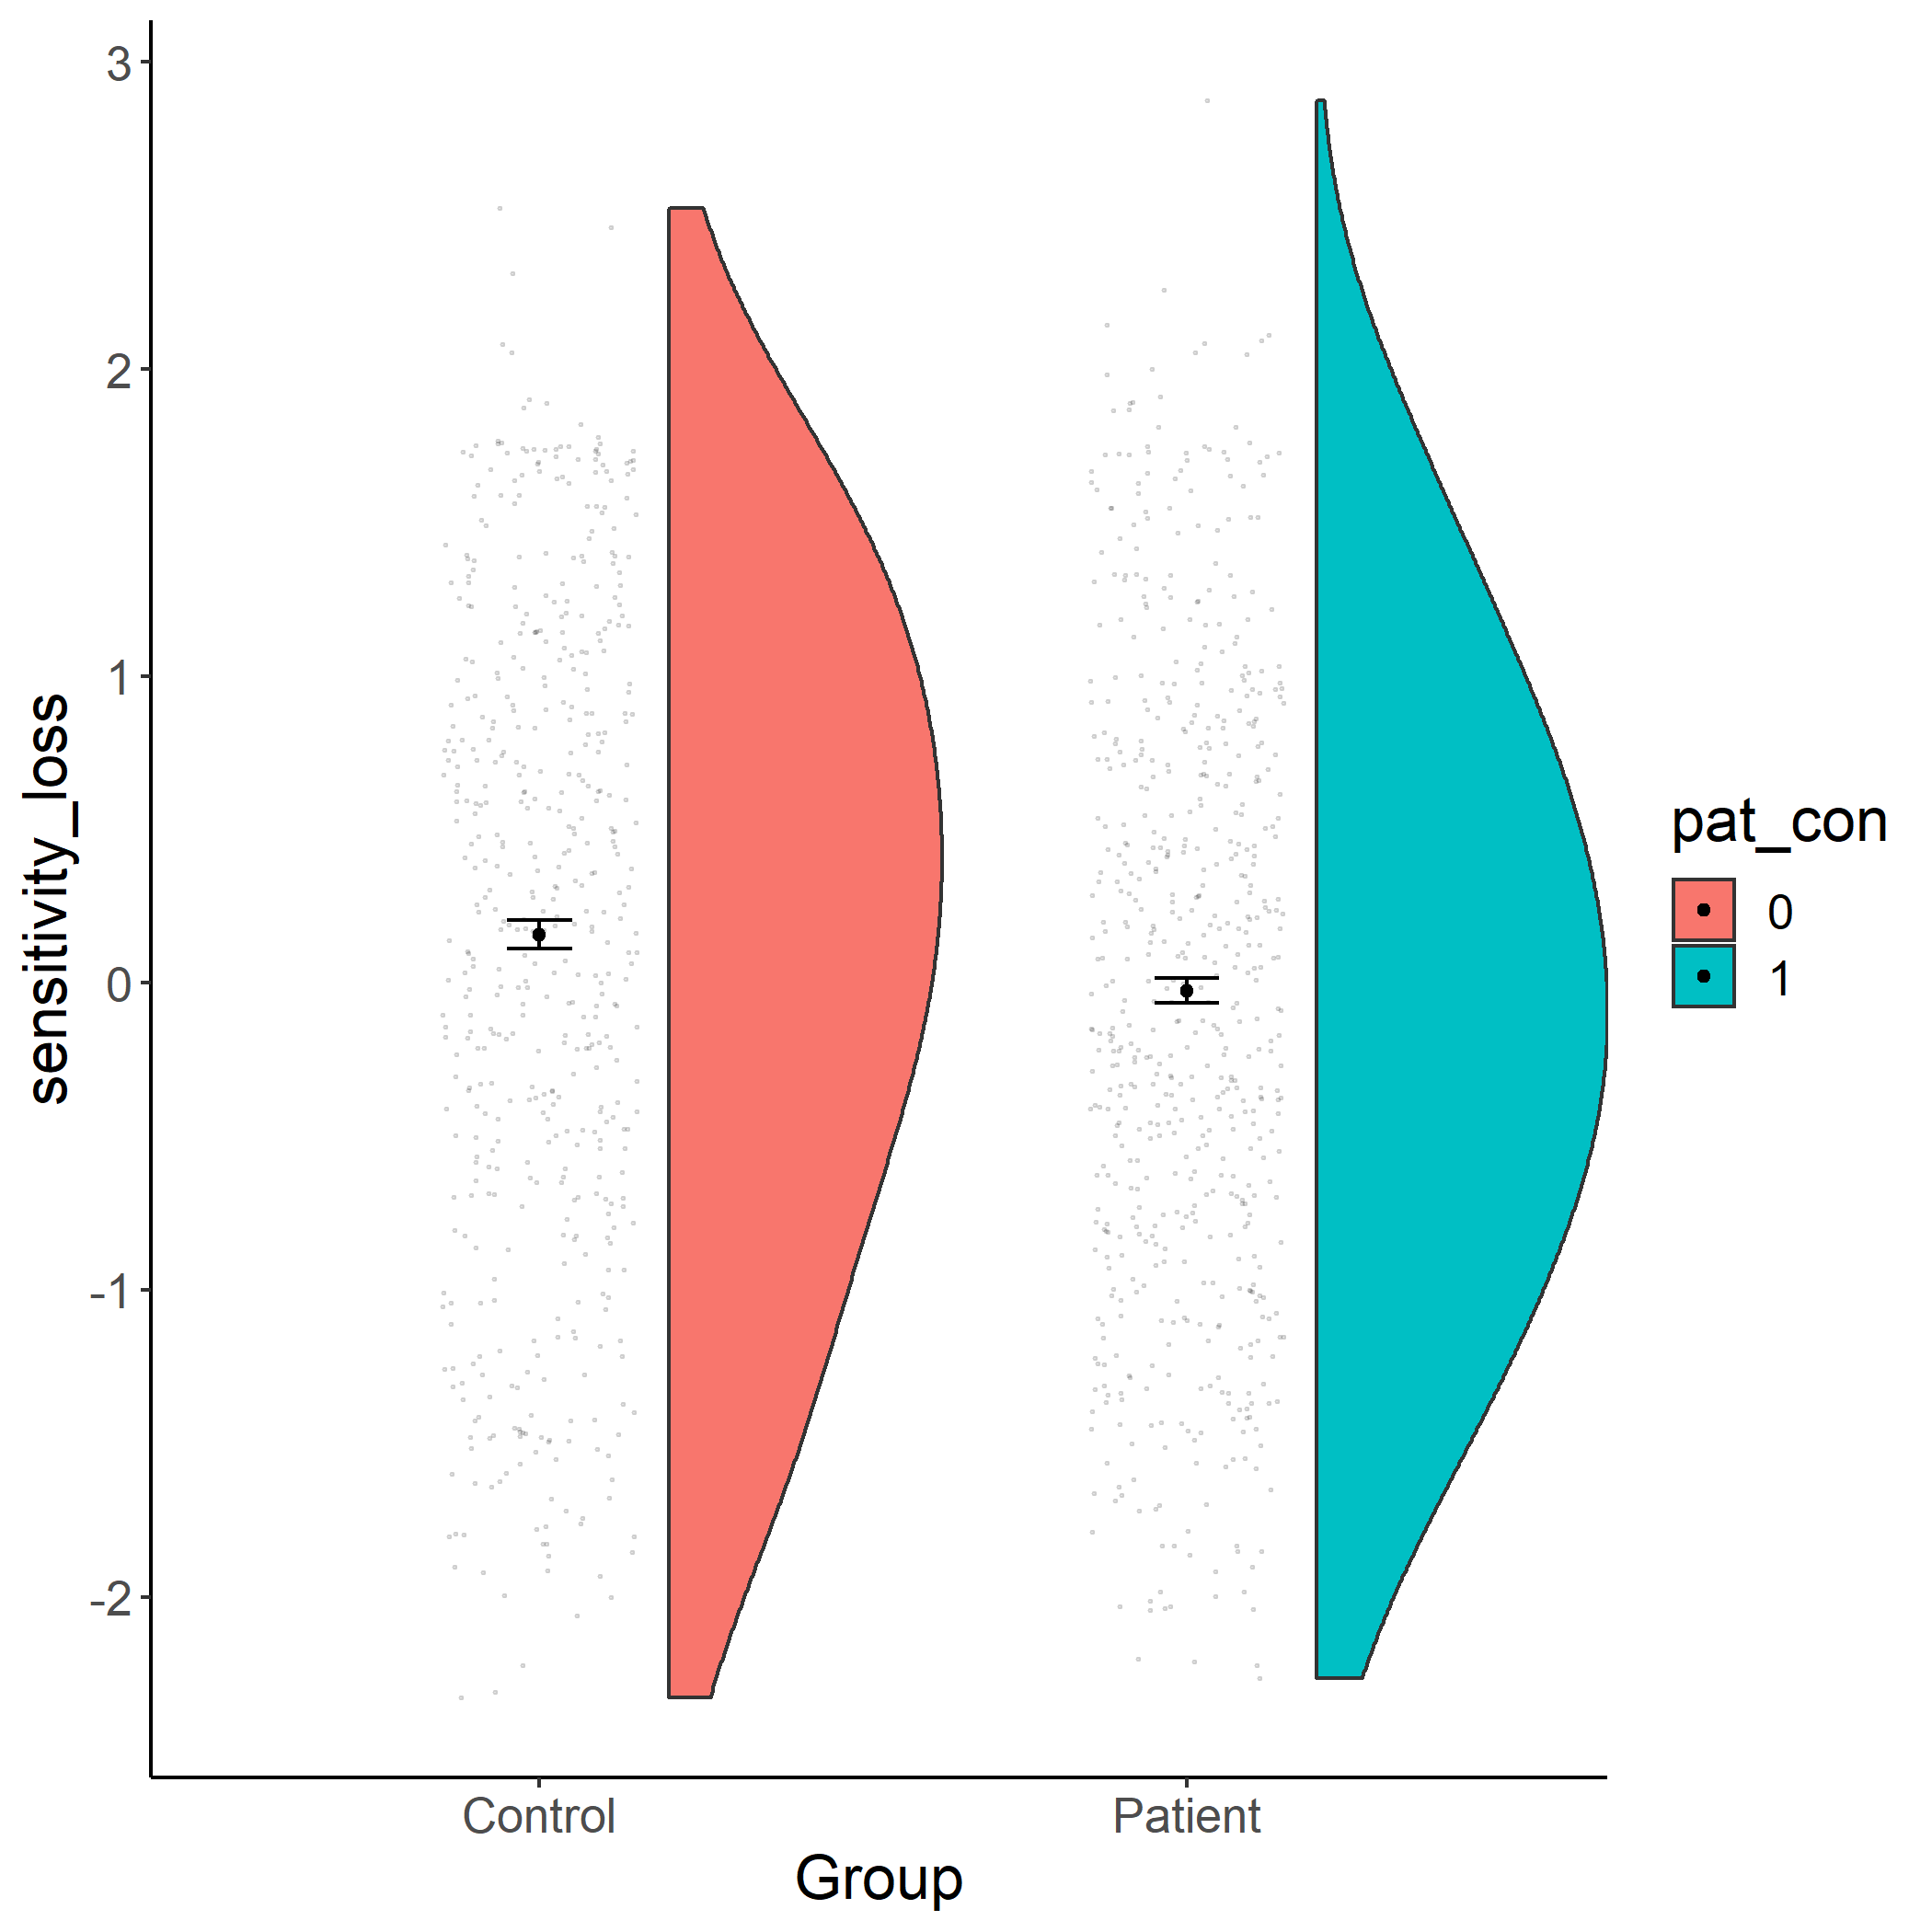 sensitivity_loss
3
2
1
0
-1
-2
Control
Patient
Group
pat_con
0
1